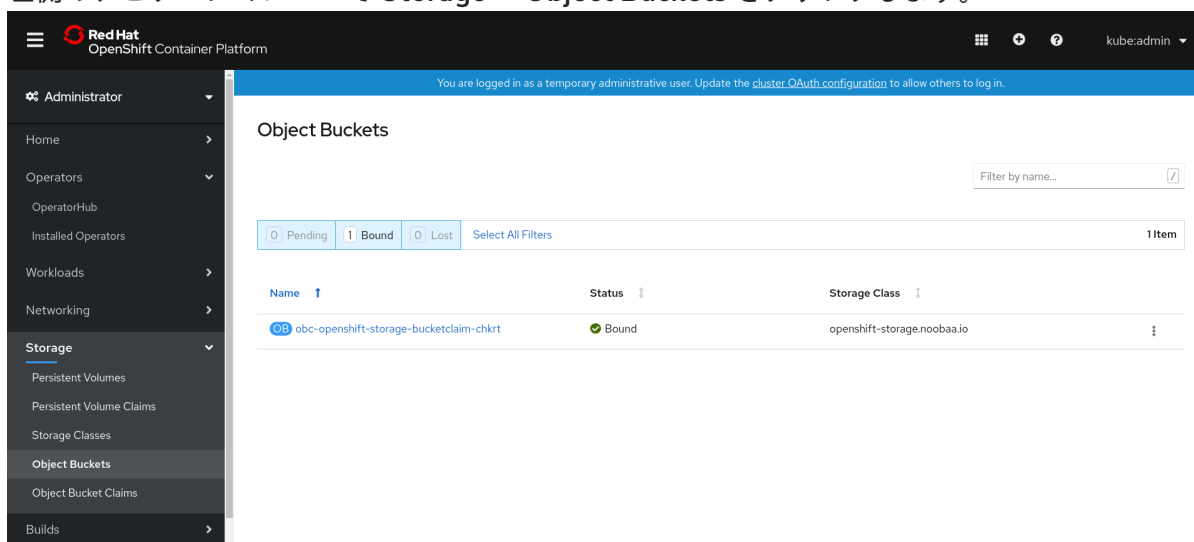 Storage → Object Buckets
Red Hat
OpenShift Container Platform
kube:admin
Administrator
You are logged in as a temporary administrative user. Update the cluster OAuth configuration to allow others to log in.
Home
Object Buckets
Operators
Filter by name...
/
OperatorHub
Installed Operators
0 Pending 1 Bound 0 Lost Select All Filters 1 Item
Workloads
Name Status Storage Class
Networking
OB obc-openshift-storage-bucketclaim-chkrt Bound openshift-storage.noobaa.io
Storage
Persistent Volumes
Persistent Volume Claims
Storage Classes
Object Buckets
Object Bucket Claims
Builds